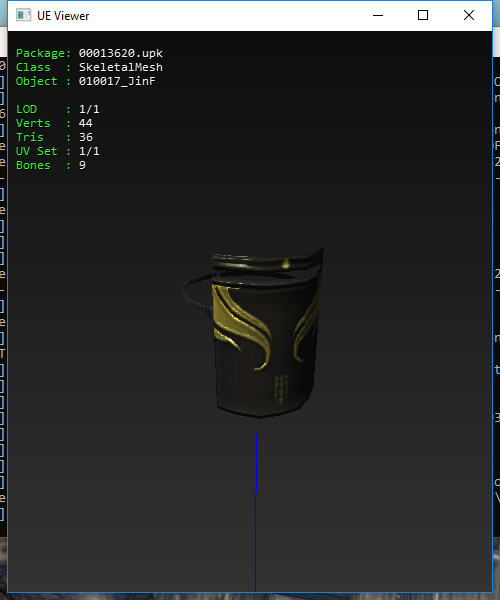 UE Viewer
Package: 00013620.upk
Class : SkeletalMesh
Object : 010017_JinF
LOD : 1/1
Verts : 44
Tris : 36
UV Set : 1/1
Bones : 9